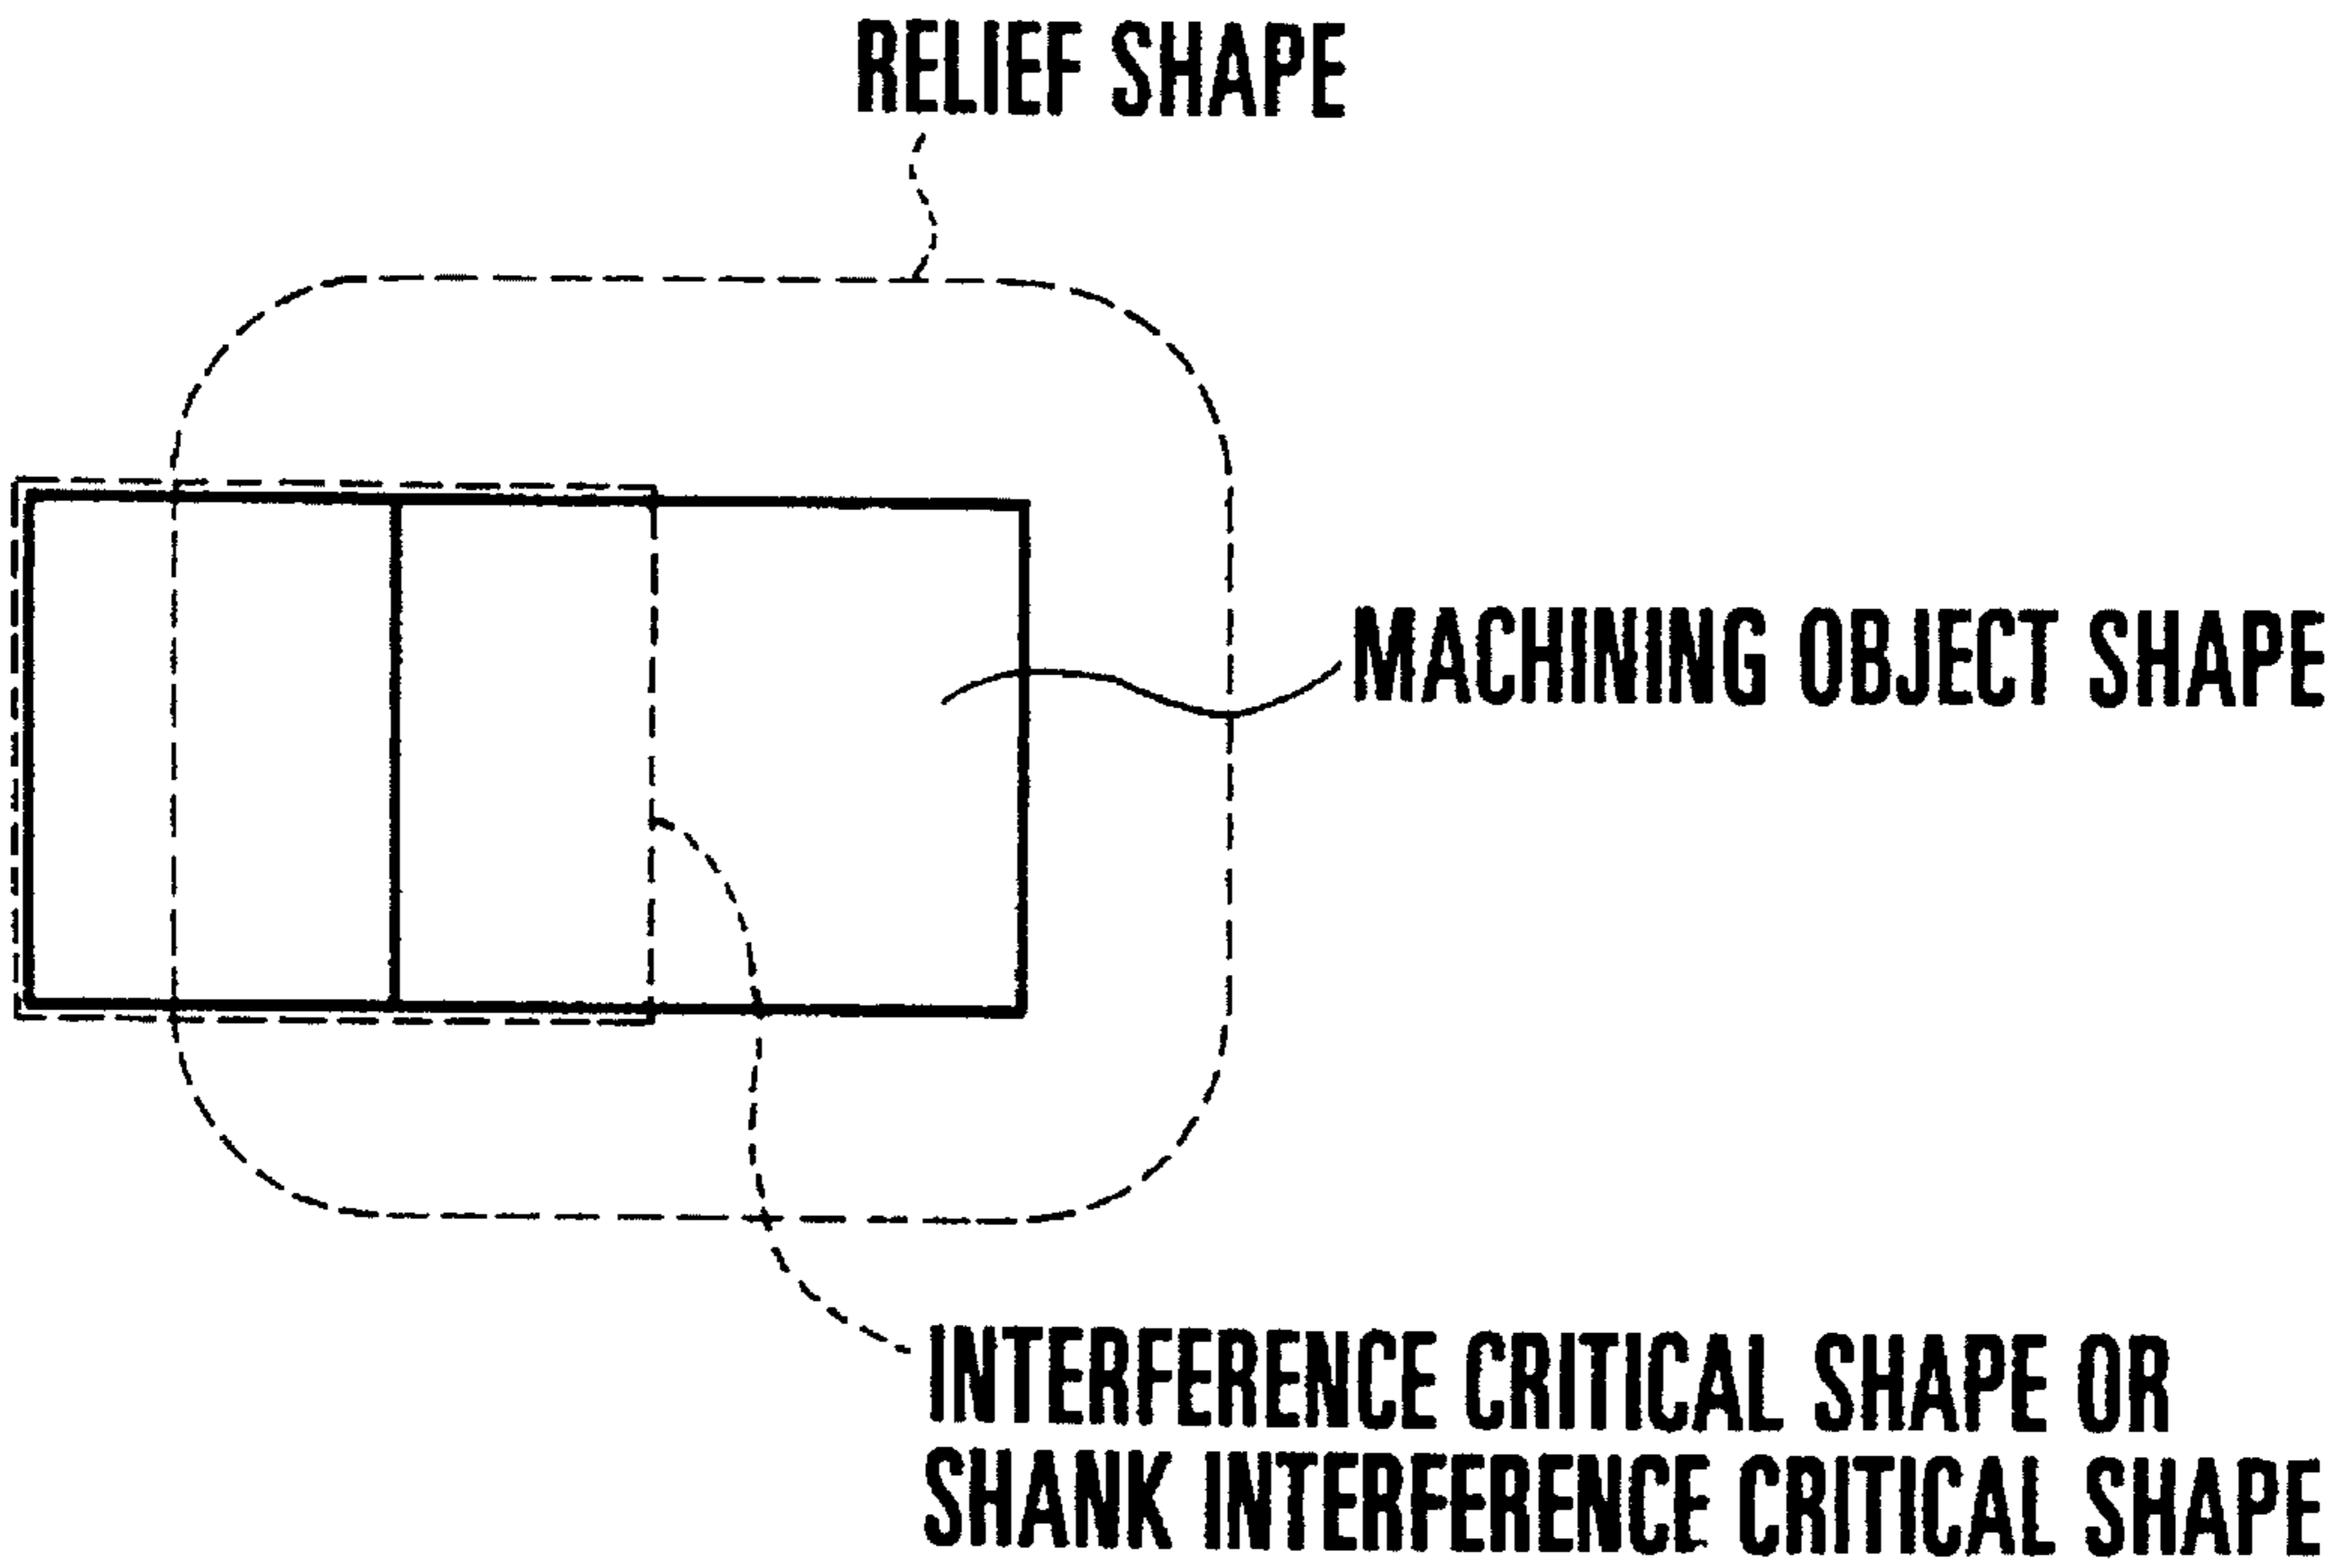 RELIEF SHAPE
MACHINING OBJECT SHAPE
INTERFERENCE CRITICAL SHAPE OR
SHANK INTERFERENCE CRITICAL SHAPE